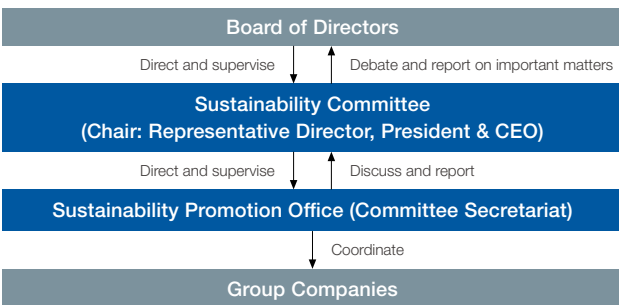 Board of Directors
Direct and supervise
Debate and report on important matters
Sustainability Committee
(Chair: Representative Director, President & CEO)
Direct and supervise
Discuss and report
Sustainability Promotion Office (Committee Secretariat)
Coordinate
Group Companies